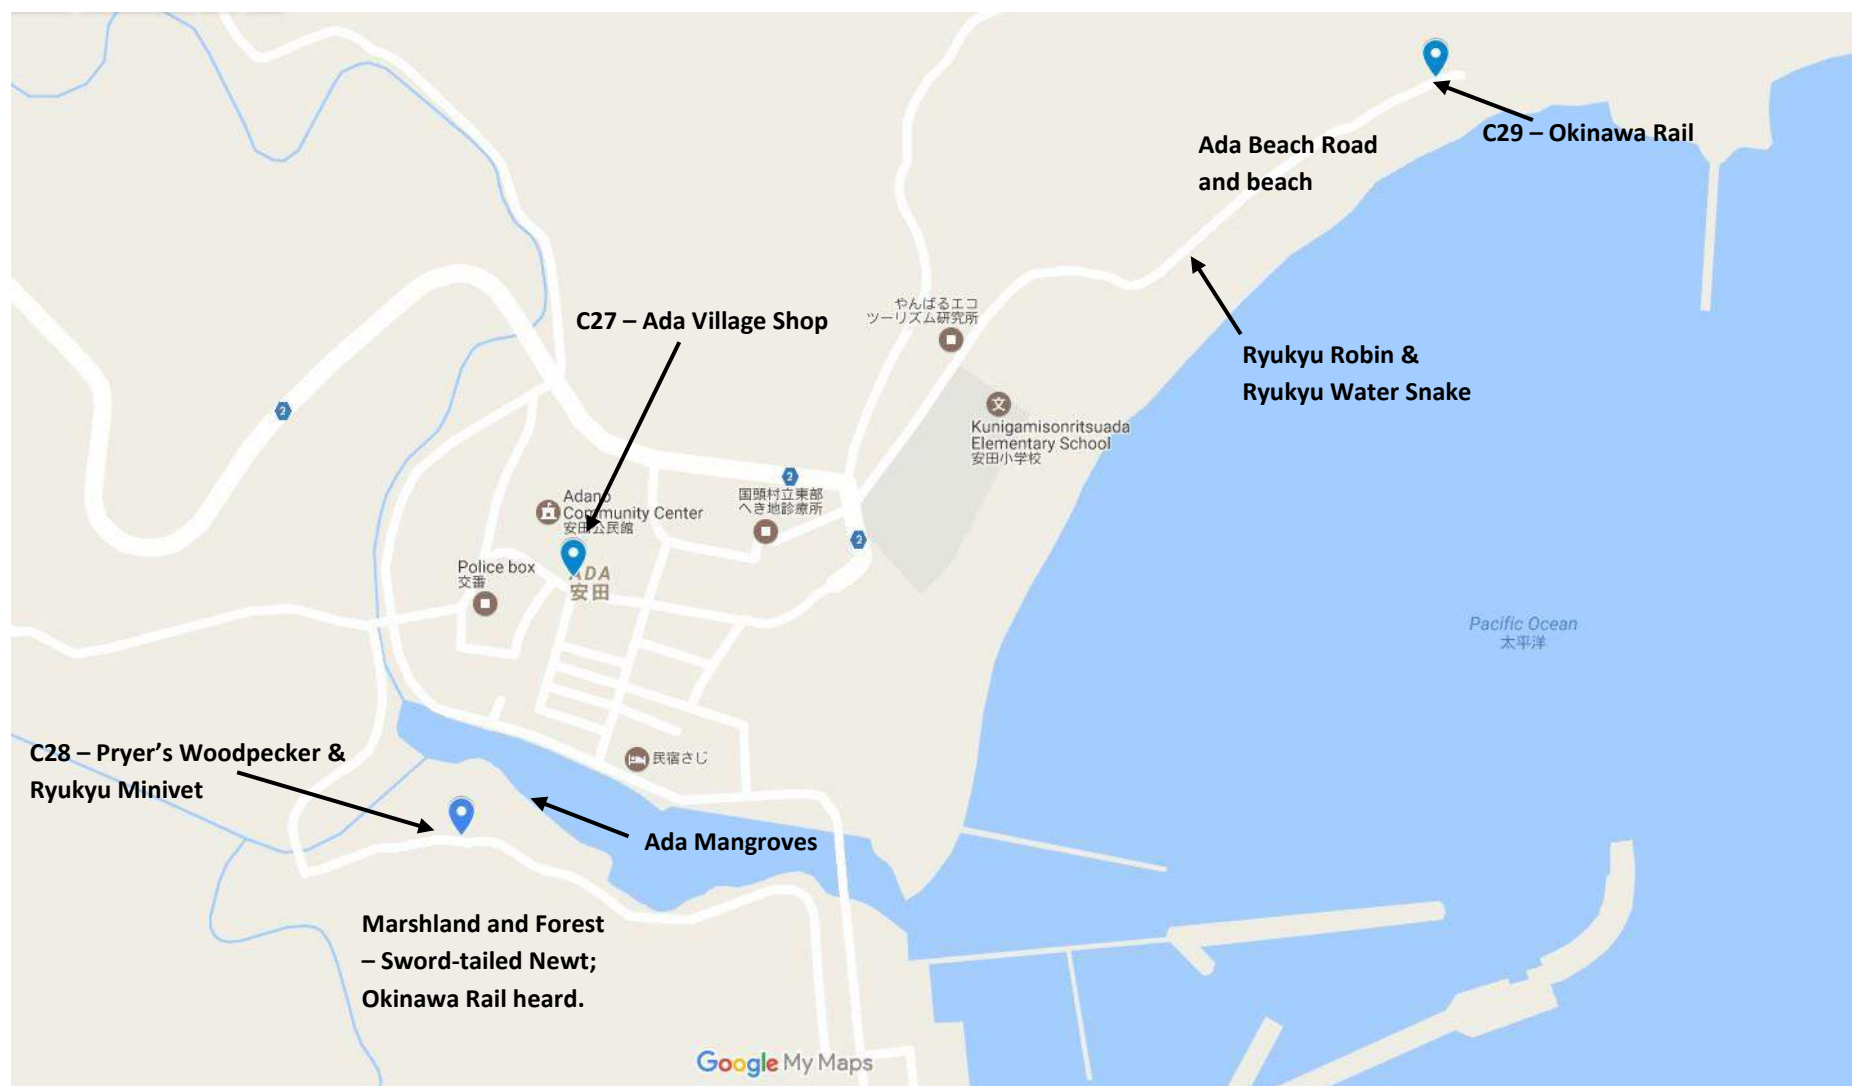 C29 – Okinawa Rail
Ada Beach Road
and beach
やんばるエコ
ツーリズム研究所
C27 – Ada Village Shop
Ryukyu Robin &
Ryukyu Water Snake
2
文
Kunigamisonritsuada
Elementary School
安田小学校
2
国頭村立東部
へき地診療所
Adano
Community Center
安田公民館
2
Police box
交番
ADA
安田
Pacific Ocean
太平洋
C28 – Pryer’s Woodpecker &
Ryukyu Minivet
民宿さじ
Ada Mangroves
Marshland and Forest
– Sword-tailed Newt;
Okinawa Rail heard.
Google My Maps